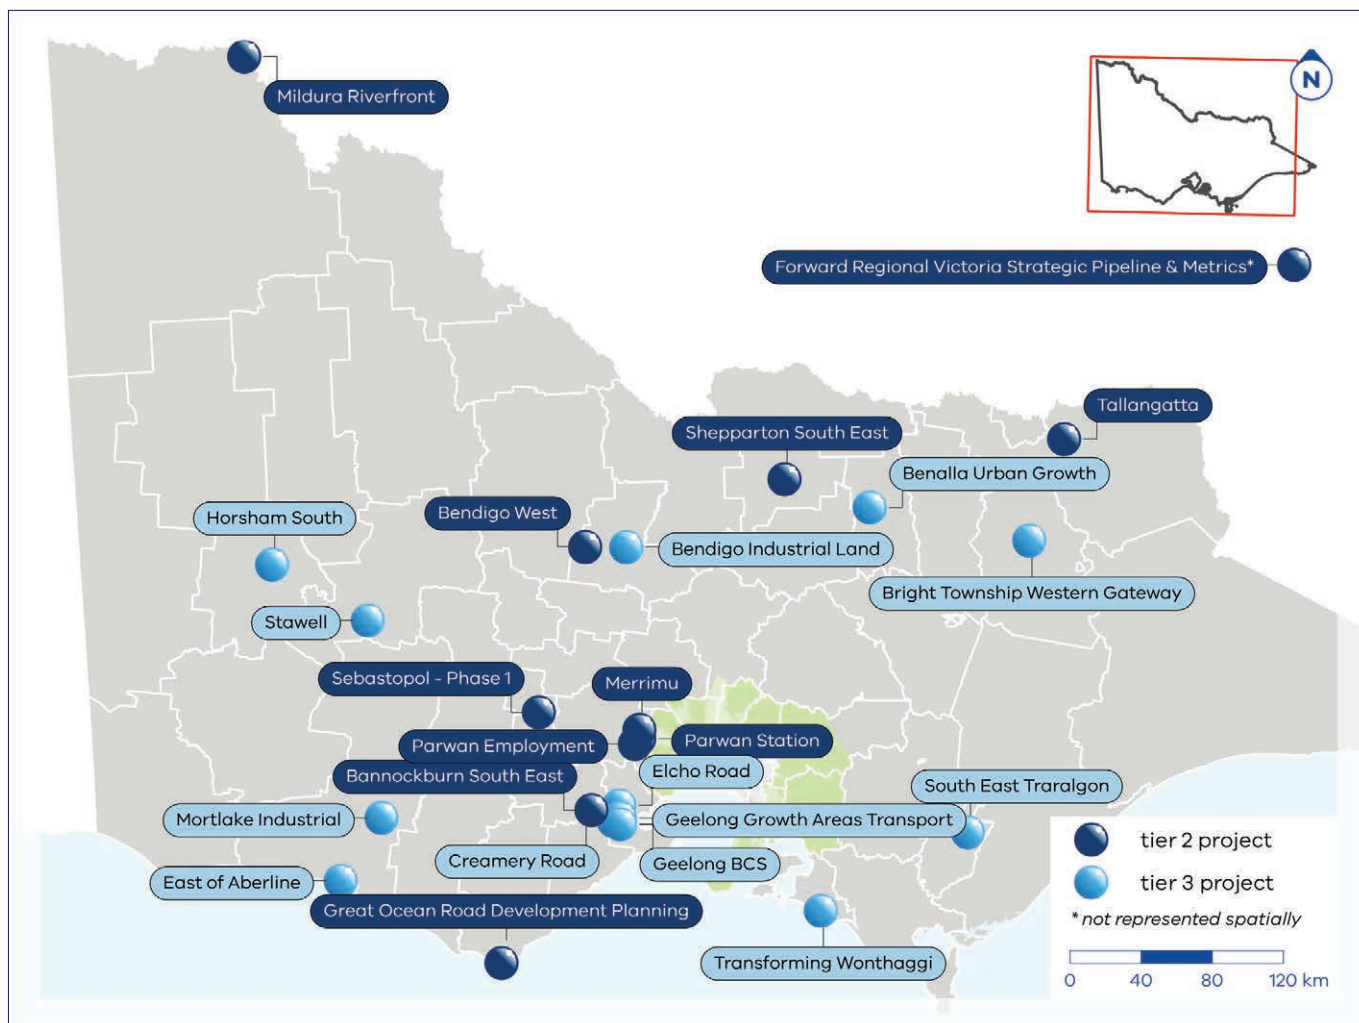 Mildura Riverfront
N
Forward Regional Victoria Strategic Pipeline & Metrics*
Tallangatta
Shepparton South East
Benalla Urban Growth
Horsham South
Bendigo West
Bendigo Industrial Land
Bright Township Western Gateway
Stawell
Sebastopol - Phase 1
Merrimu
Parwan Employment
Parwan Station
Bannockburn South East
Elcho Road
South East Traralgon
Mortlake Industrial
Geelong Growth Areas Transport
Creamery Road
Geelong BCS
East of Aberline
Great Ocean Road Development Planning
Transforming Wonthaggi
tier 2 project
tier 3 project
* not represented spatially
0 40 80 120 km